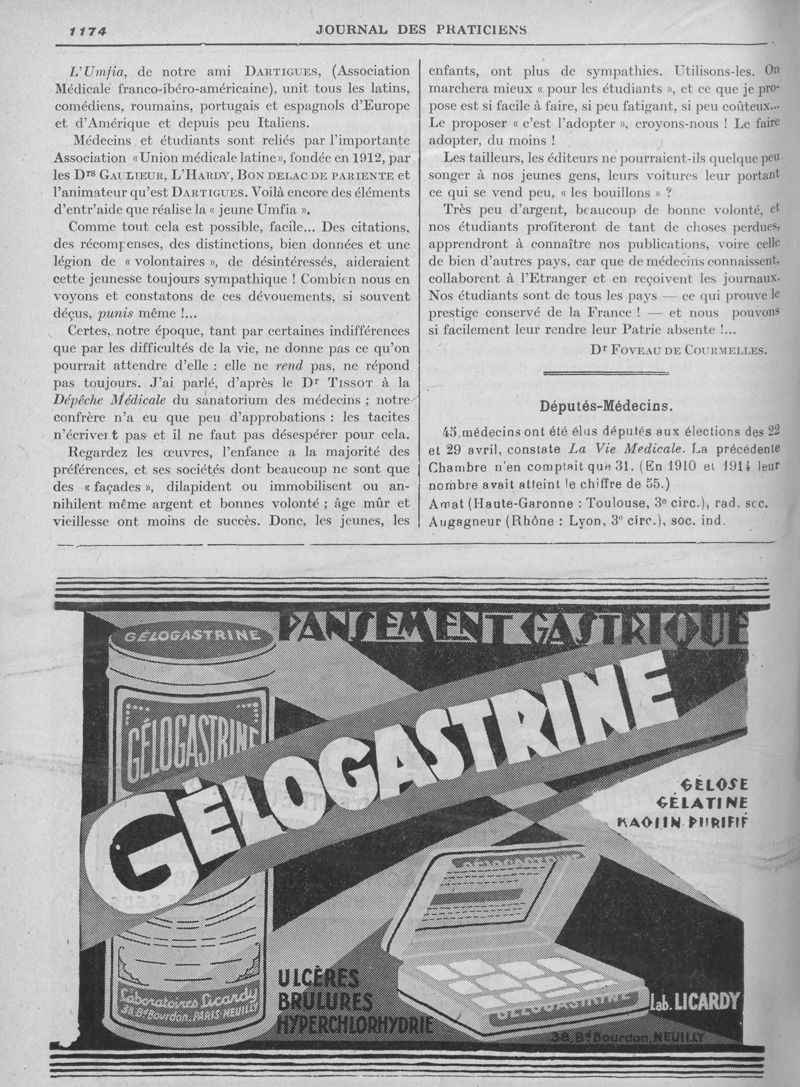 1174
JOURNAL DES PRATICIENS
L'Umfia, de notre ami DARTIGUES, (Association
Médicale franco-ibéro-américaine), unit tous les latins,
comédiens, roumains, portugais et espagnols d'Europe
et d'Amérique et depuis peu Italiens.
Médecins et étudiants sont reliés par l'importante
Association « Union médicale latine », fondée en 1912, par
les Drs GAULIEUR, L'HARDY, BON DELAC DE PARIENTE et
l'animateur qu'est DARTIGUES. Voilà encore des éléments
d'entr'aide que réalise la « jeune Umfia ».
Comme tout cela est possible, facile... Des citations,
des récompenses, des distinctions, bien données et une
légion de « volontaires », de désintéressés, aideraient
cette jeunesse toujours sympathique ! Combien nous en
voyons et constatons de ces dévouements, si souvent
déçus, punis même !...
Certes, notre époque, tant par certaines indifférences
que par les difficultés de la vie, ne donne pas ce qu'on
pourrait attendre d'elle : elle ne rend pas, ne répond
pas toujours. J'ai parlé, d'après le Dr TISSOT à la
Dépêche Médicale du sanatorium des médecins ; notre
confrère n'a eu que peu d'approbations : les tacites
n'écrivent pas et il ne faut pas désespérer pour cela.
Regardez les œuvres, l'enfance a la majorité des
préférences, et ses sociétés dont beaucoup ne sont que
des « façades », dilapident ou immobilisent ou an-
nihilent même argent et bonnes volonté ; âge mûr et
vieillesse ont moins de succès. Donc, les jeunes, les
enfants, ont plus de sympathies. Utilisons-les. On
marchera mieux « pour les étudiants », et ce que je pro-
pose est si facile à faire, si peu fatigant, si peu coûteux...
Le proposer « c'est l'adopter », croyons-nous ! Le faire
adopter, du moins !
Les tailleurs, les éditeurs ne pourraient-ils quelque peu
songer à nos jeunes gens, leurs voitures leur portant
ce qui se vend peu, « les bouillons » ?
Très peu d'argent, beaucoup de bonne volonté, et
nos étudiants profiteront de tant de choses perdues,
apprendront à connaître nos publications, voire celle
de bien d'autres pays, car que de médecins connaissent,
collaborent à l'Etranger et en reçoivent les journaux.
Nos étudiants sont de tous les pays — ce qui prouve le
prestige conservé de la France ! — et nous pouvons
si facilement leur rendre leur Patrie absente !...
Dr FOVEAU DE COURMELLES.
Députés-Médecins.
45 médecins ont été élus députés aux élections des 22
et 29 avril, constate La Vie Medicale. La précédente
Chambre n'en comptait que 31. (En 1910 et 1914 leur
nombre avait atteint le chiffre de 55.)
Amat (Haute-Garonne : Toulouse, 3e circ.), rad. soc.
Augagneur (Rhône : Lyon, 3e circ.), soc. ind.
PANSEMENT GASTRIQUE
GÉLOGASTRINE
GÉLOGASTRINE
GÉLOGASTRINE
GÉLOSE
GÉLATINE
KAOLIN PURIFIÉ
GÉLOGASTRINE
ULCÈRES
BRÛLURES
HYPERCHLORHYDRIE
GÉLOGASTRINE
Lab. LICARDY
38, Bd Bourdon, NEUILLY
Laboratoires Licardy
38 Bd Bourdon. PARIS-NEUILLY